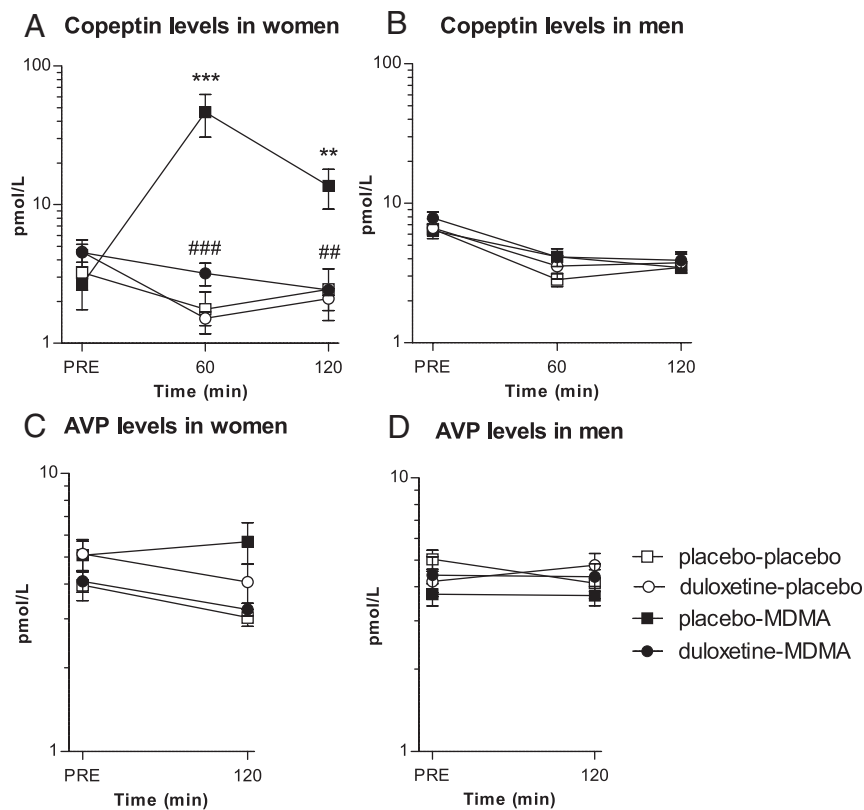 A Copeptin levels in women
100
10
1
pmol/L
***
**
###
##
PRE 60 120
Time (min)
B Copeptin levels in men
100
10
1
pmol/L
PRE 60 120
Time (min)
C AVP levels in women
10
1
pmol/L
PRE 120
Time (min)
D AVP levels in men
10
1
pmol/L
PRE 120
Time (min)
placebo-placebo
duloxetine-placebo
placebo-MDMA
duloxetine-MDMA